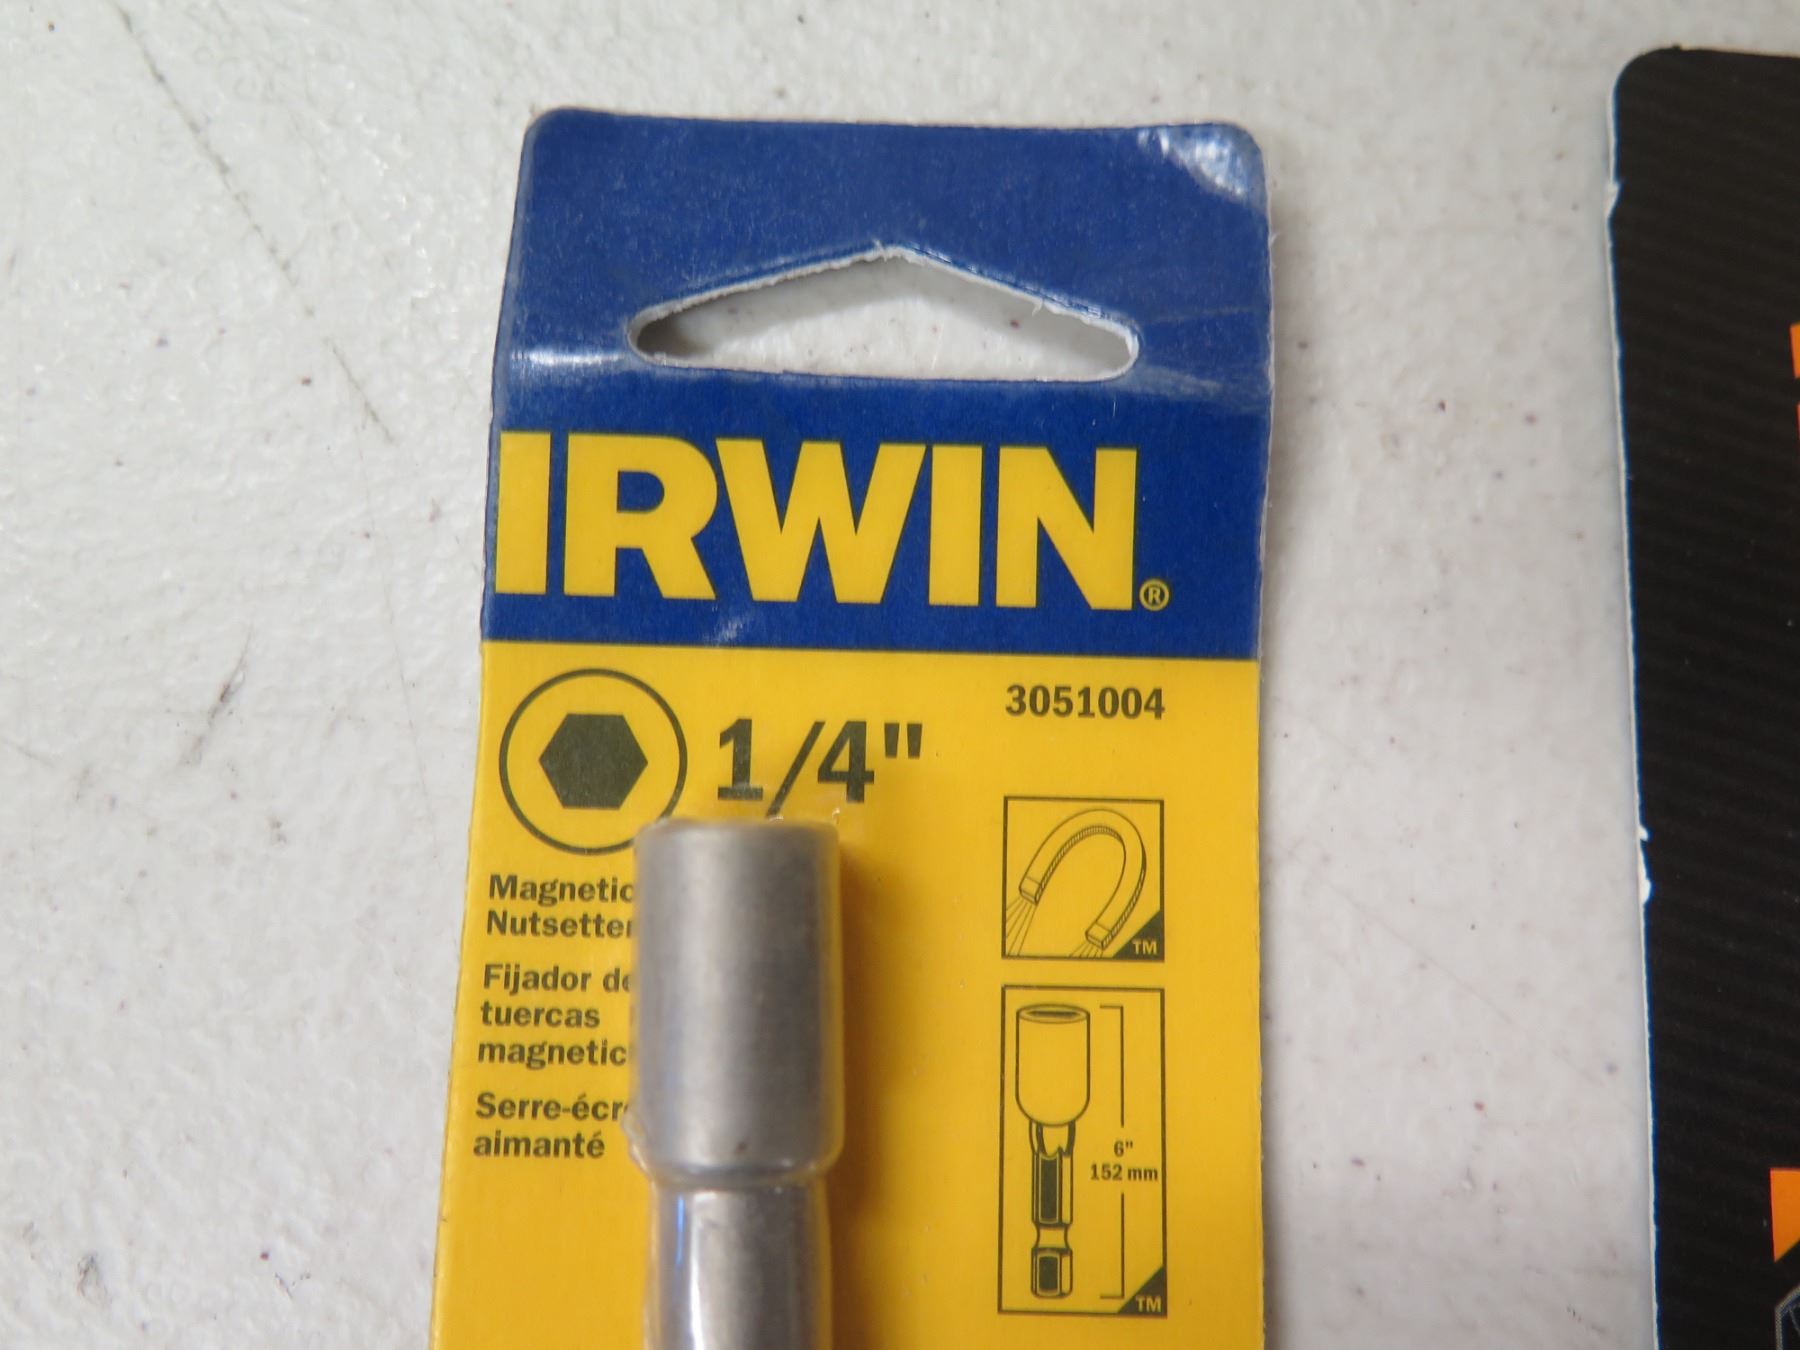 IRWIN®
3051004
1/4"
Magnetic
Nutsetter
Fijador de
tuercas
magnetic
Serre-écr
aimanté
TM
6"
152 mm
TM